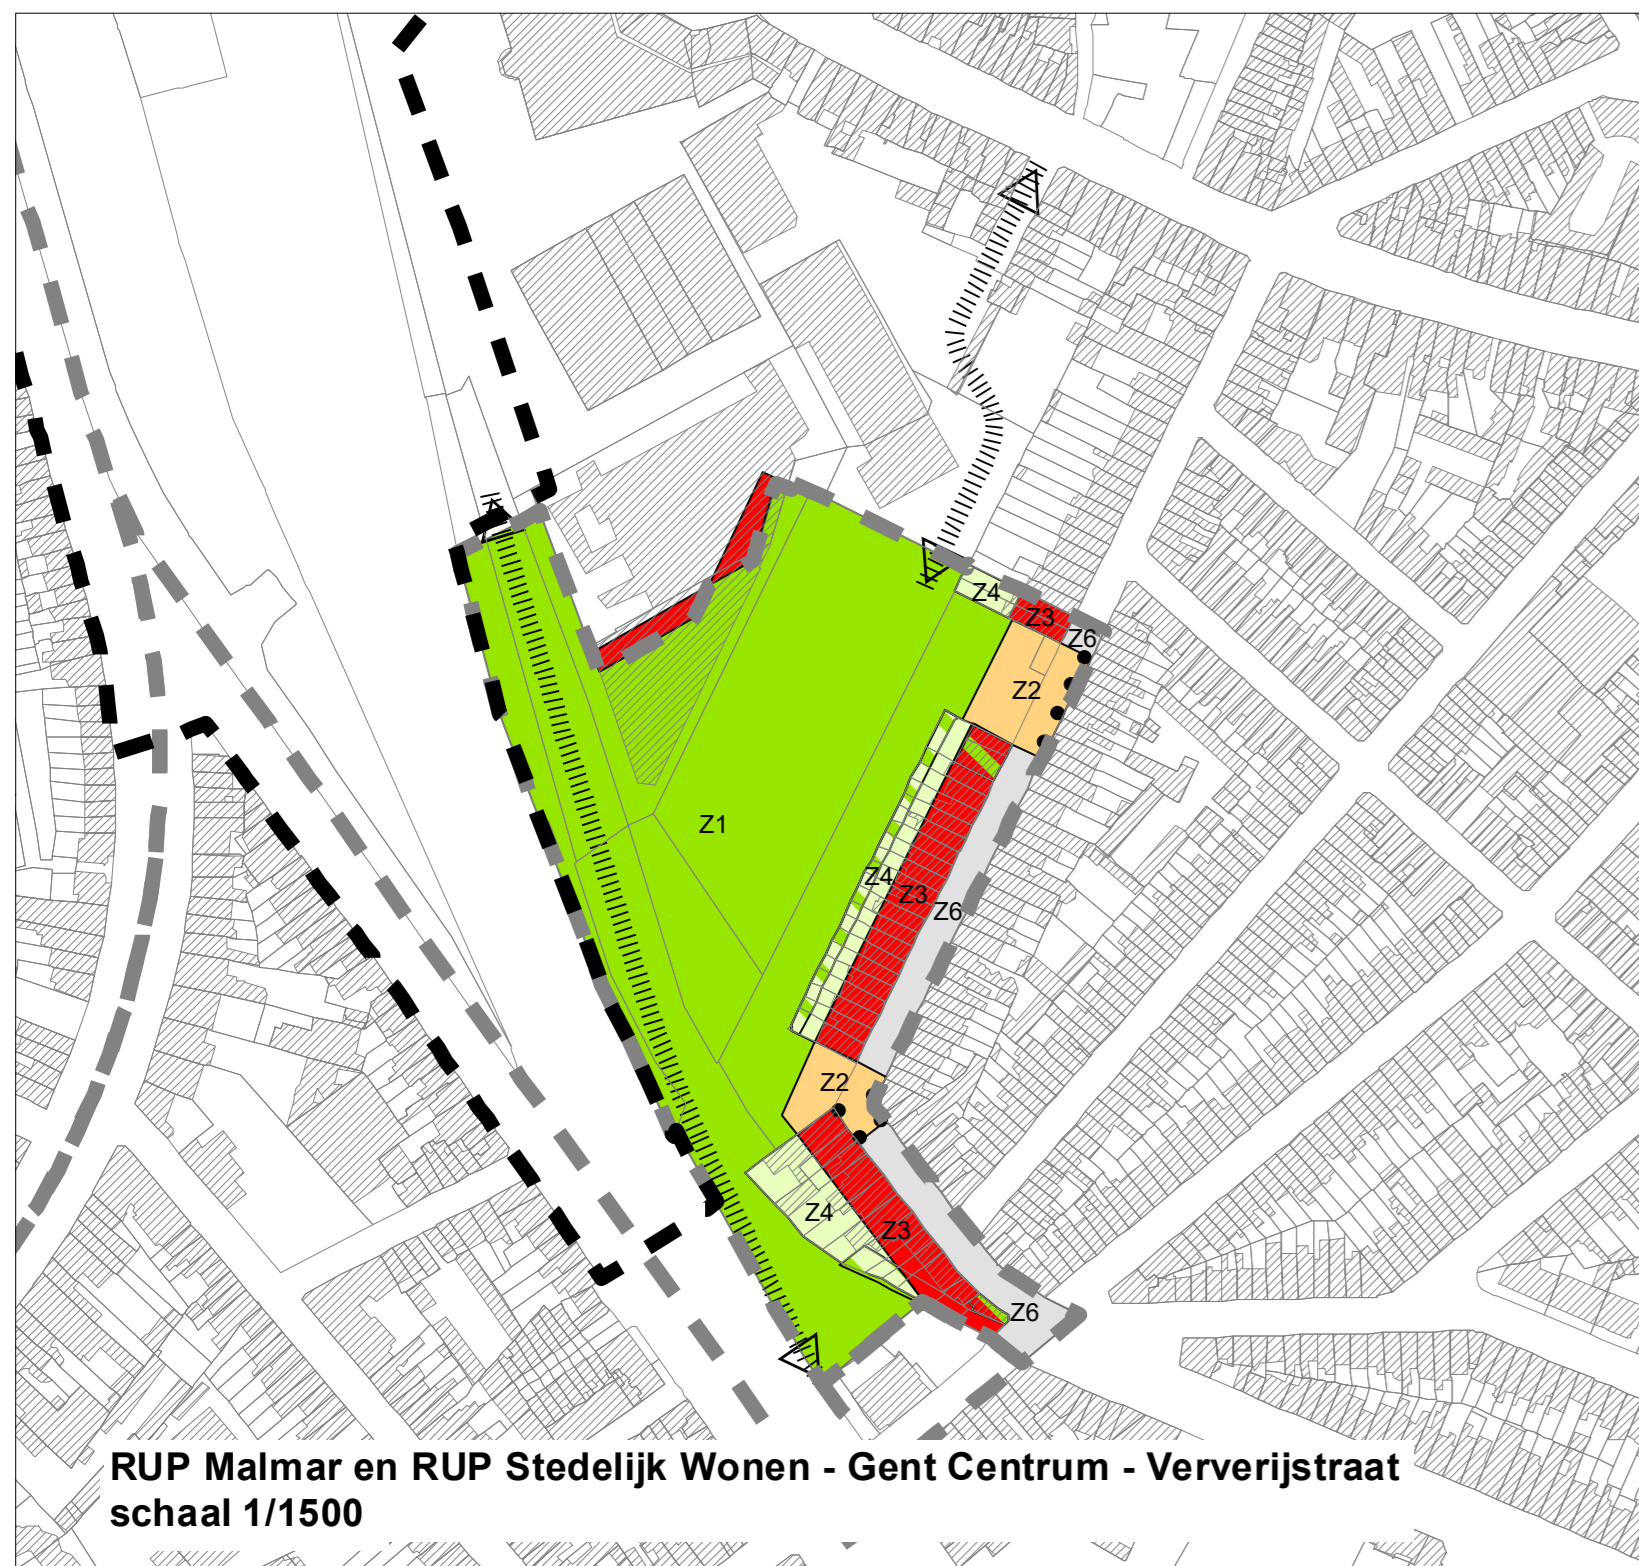 Z4
Z3
Z6
Z2
Z1
Z4
Z3
Z6
Z2
Z4
Z3
Z6
RUP Malmar en RUP Stedelijk Wonen - Gent Centrum - Ververijstraat
schaal 1/1500